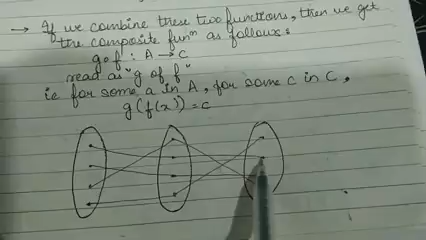 → If we combine these two functions, then we get
the composite funⁿ as follows:
gof : A → C
read as "g of f"
ie for some a in A, for some c in C,
g(f(x)) = c